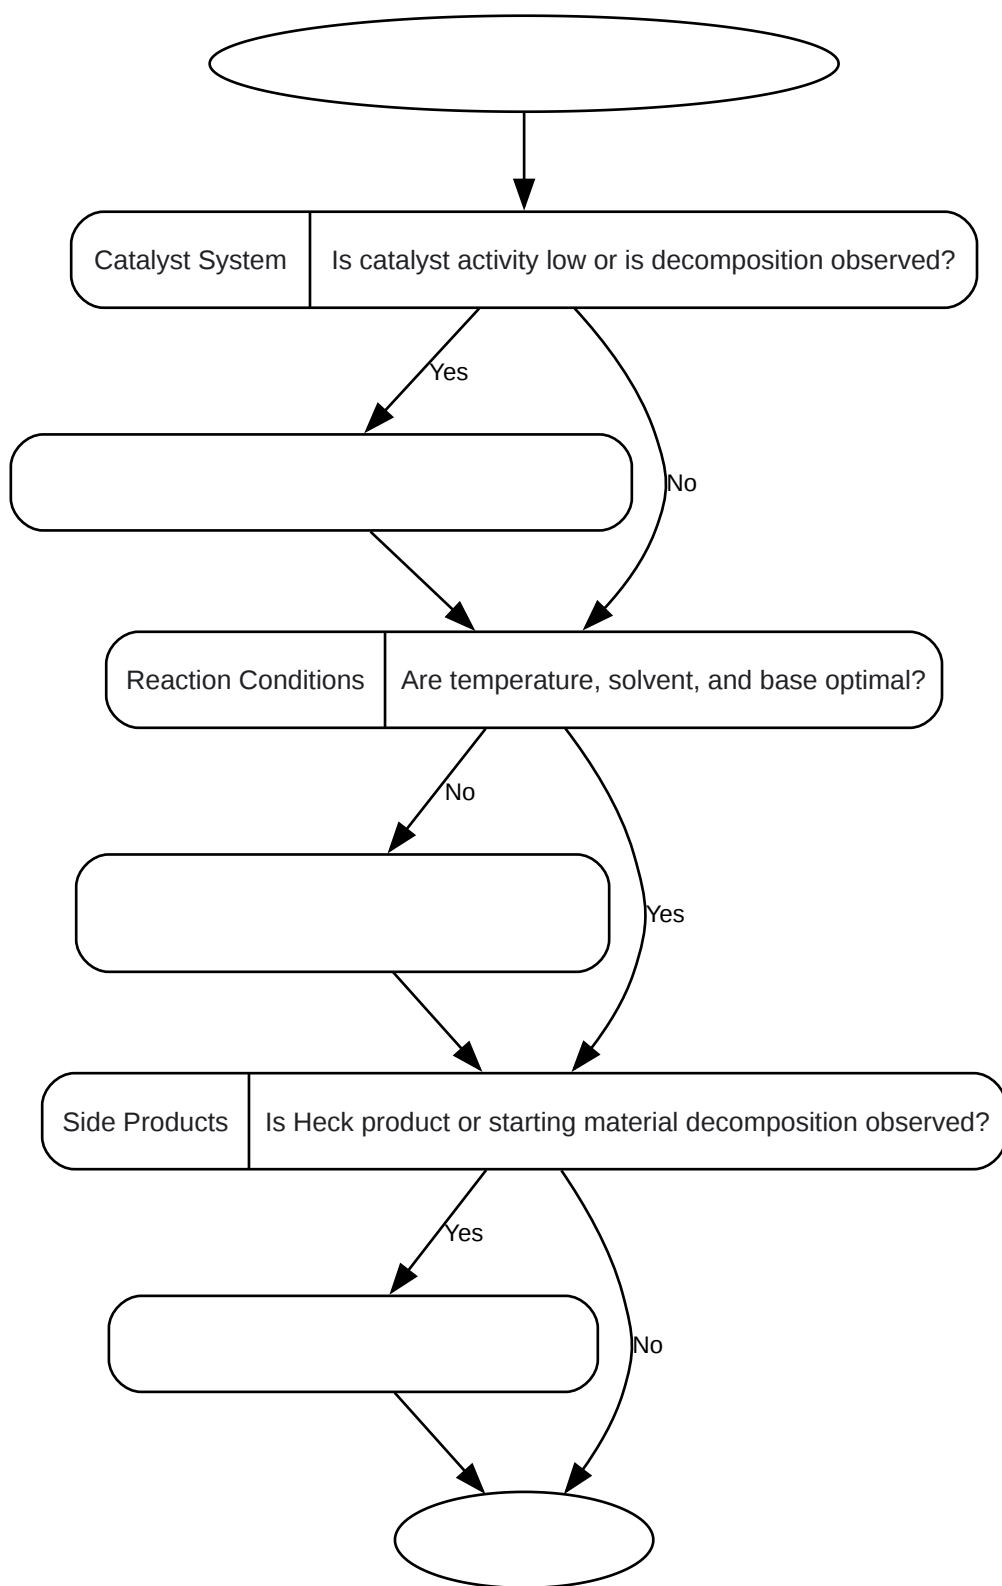 Catalyst System
Is catalyst activity low or is decomposition observed?
Yes
No
Reaction Conditions
Are temperature, solvent, and base optimal?
No
Yes
Side Products
Is Heck product or starting material decomposition observed?
Yes
No